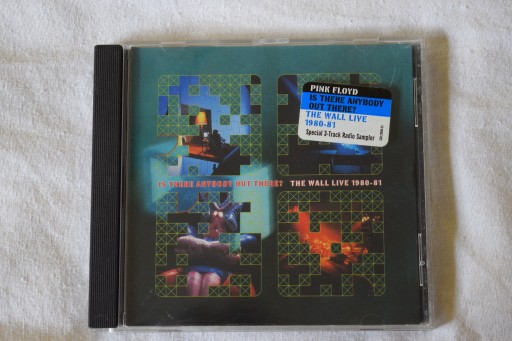 PINK FLOYD
IS THERE ANYBODY
OUT THERE?
THE WALL LIVE
1980-81
Special 3-Track Radio Sampler
IS THERE ANYBODY OUT THERE? THE WALL LIVE 1980-81